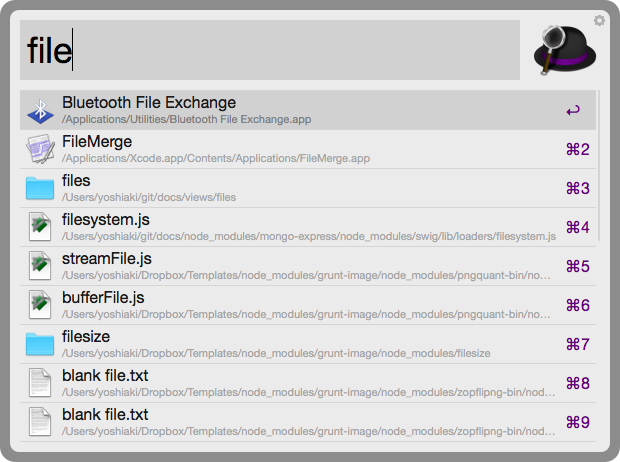 file
Bluetooth File Exchange
/Applications/Utilities/Bluetooth File Exchange.app
↩
FileMerge
/Applications/Xcode.app/Contents/Applications/FileMerge.app
⌘2
files
/Users/yoshiaki/git/docs/views/files
⌘3
filesystem.js
/Users/yoshiaki/git/docs/node_modules/mongo-express/node_modules/swig/lib/loaders/filesystem.js
⌘4
streamFile.js
/Users/yoshiaki/Dropbox/Templates/node_modules/grunt-image/node_modules/pngquant-bin/no…
⌘5
bufferFile.js
/Users/yoshiaki/Dropbox/Templates/node_modules/grunt-image/node_modules/pngquant-bin/no…
⌘6
filesize
/Users/yoshiaki/Dropbox/Templates/node_modules/grunt-image/node_modules/filesize
⌘7
blank file.txt
/Users/yoshiaki/Dropbox/Templates/node_modules/grunt-image/node_modules/zopflipng-bin/nod…
⌘8
blank file.txt
/Users/yoshiaki/Dropbox/Templates/node_modules/grunt-image/node_modules/zopflipng-bin/nod…
⌘9